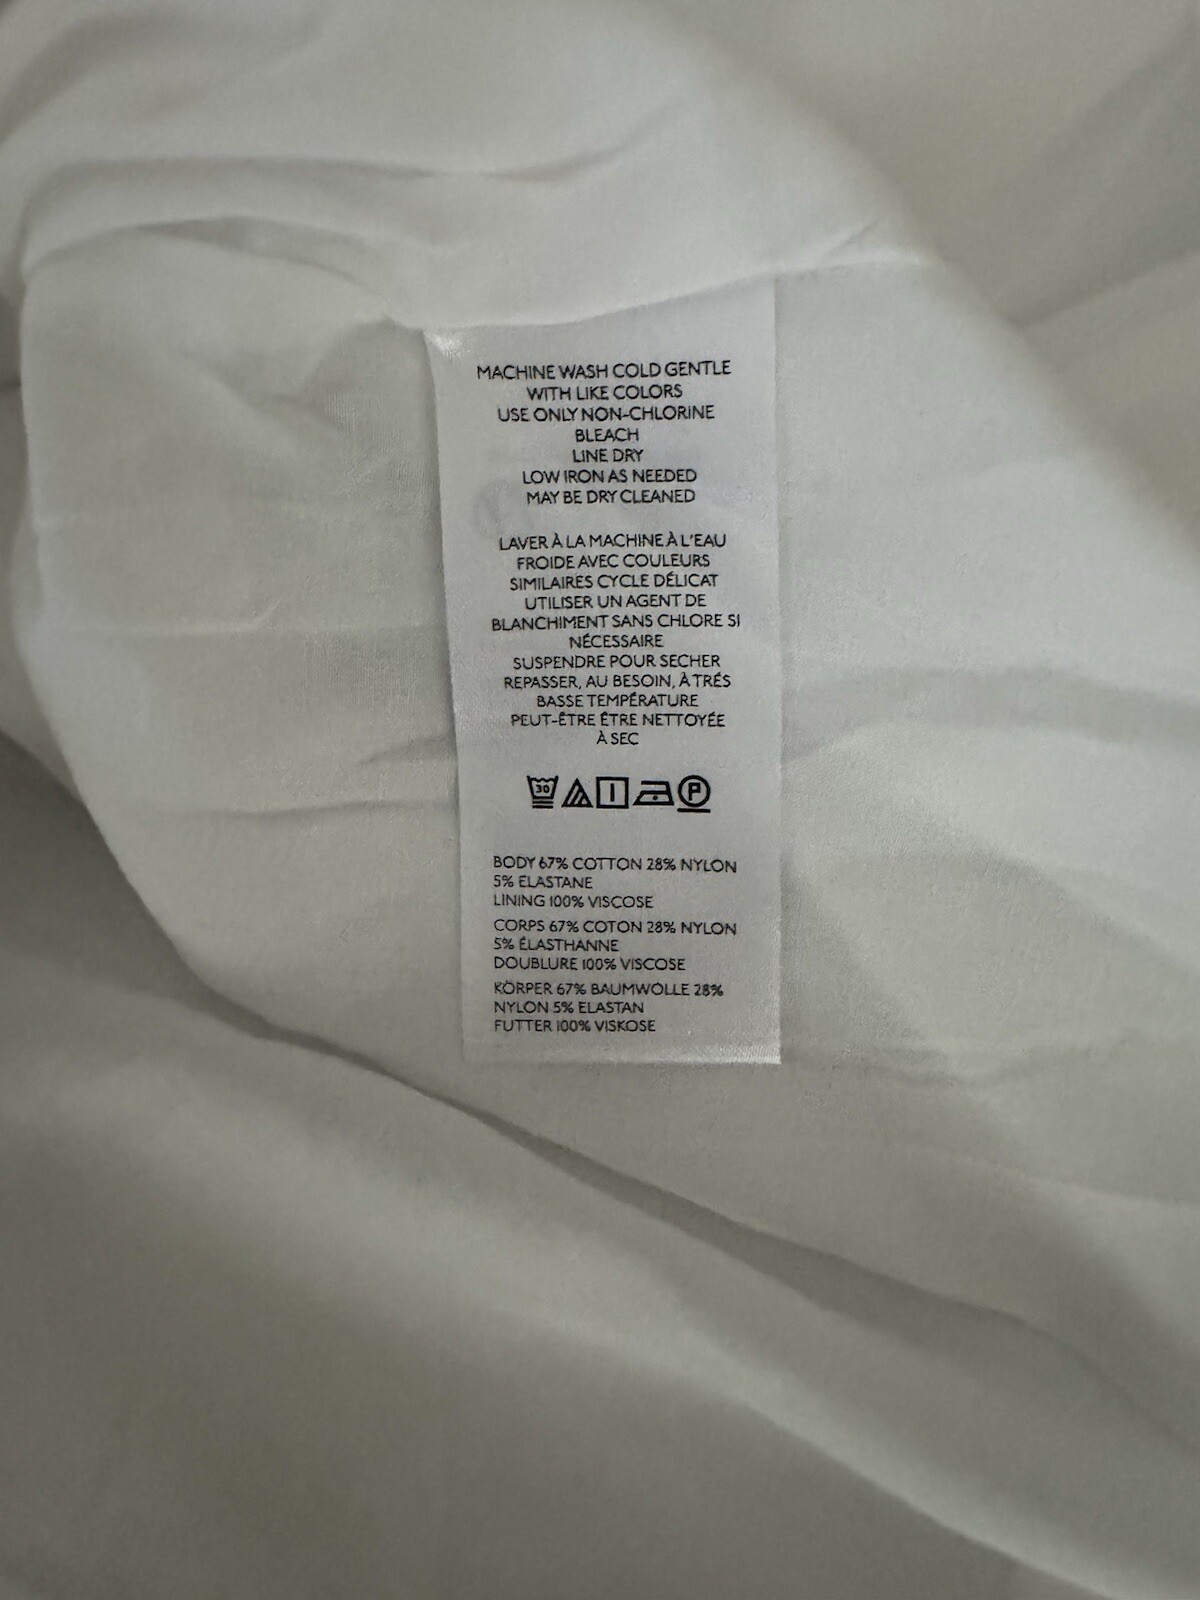 MACHINE WASH COLD GENTLE
WITH LIKE COLORS
USE ONLY NON-CHLORINE
BLEACH
LINE DRY
LOW IRON AS NEEDED
MAY BE DRY CLEANED
LAVER À LA MACHINE À L'EAU
FROIDE AVEC COULEURS
SIMILAIRES CYCLE DÉLICAT
UTILISER UN AGENT DE
BLANCHIMENT SANS CHLORE SI
NÉCESSAIRE
SUSPENDRE POUR SECHER
REPASSER, AU BESOIN, À TRÉS
BASSE TEMPÉRATURE
PEUT-ÊTRE ÊTRE NETTOYÉE
À SEC
30 P
BODY 67% COTTON 28% NYLON
5% ELASTANE
LINING 100% VISCOSE
CORPS 67% COTON 28% NYLON
5% ÉLASTHANNE
DOUBLURE 100% VISCOSE
KÖRPER 67% BAUMWOLLE 28%
NYLON 5% ELASTAN
FUTTER 100% VISKOSE